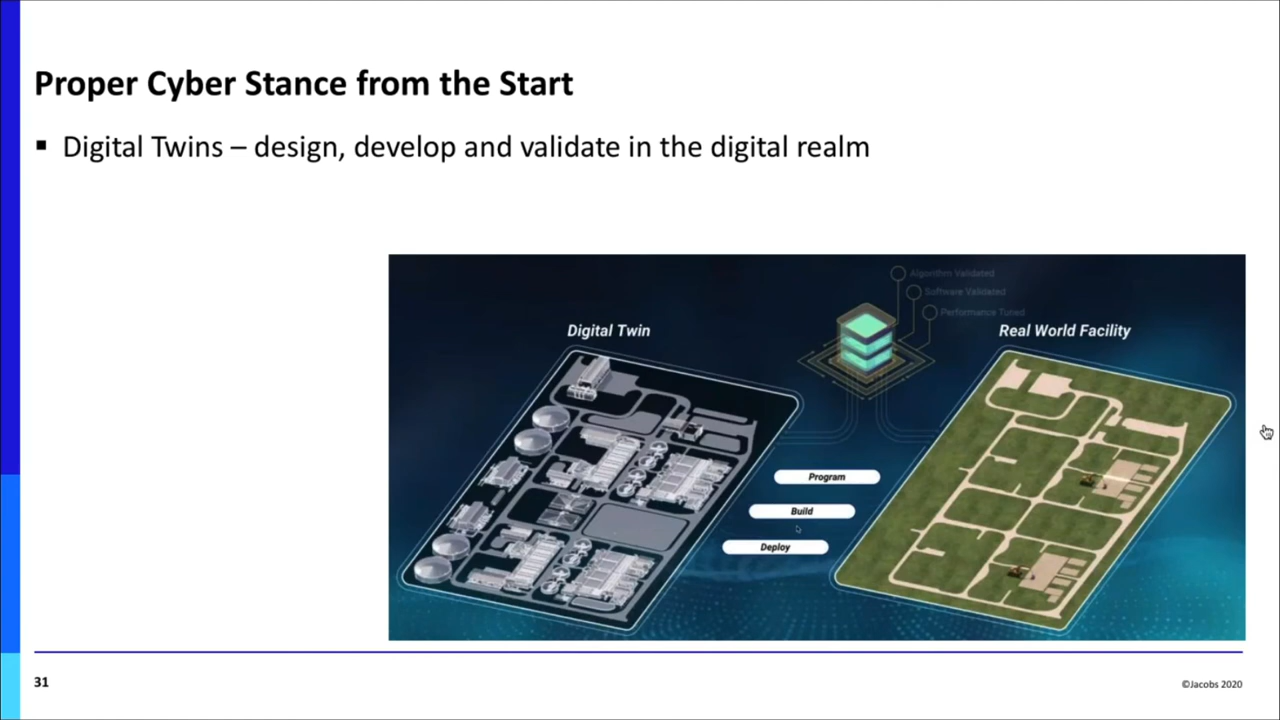 Proper Cyber Stance from the Start
▪ Digital Twins – design, develop and validate in the digital realm
Algorithm Validated
Software Validated
Performance Tuned
Digital Twin
Real World Facility
Program
Build
Deploy
31
©Jacobs 2020